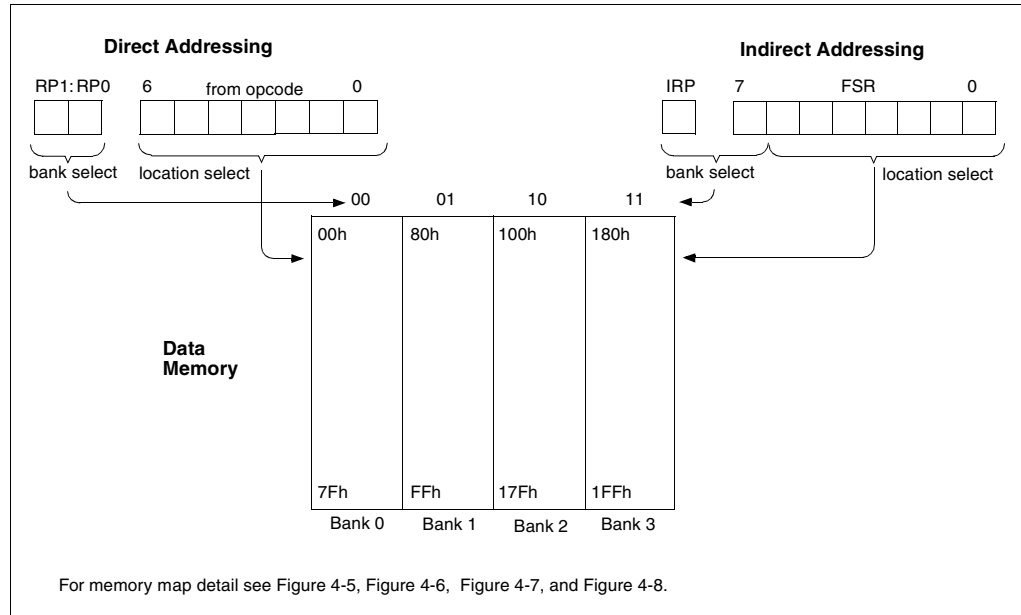 Direct Addressing
Indirect Addressing
RP1: RP0 6 from opcode 0
IRP 7 FSR 0
bank select location select
bank select location select
00 01 10 11
00h 80h 100h 180h
Data
Memory
7Fh FFh 17Fh 1FFh
Bank 0 Bank 1 Bank 2 Bank 3
For memory map detail see Figure 4-5, Figure 4-6, Figure 4-7, and Figure 4-8.